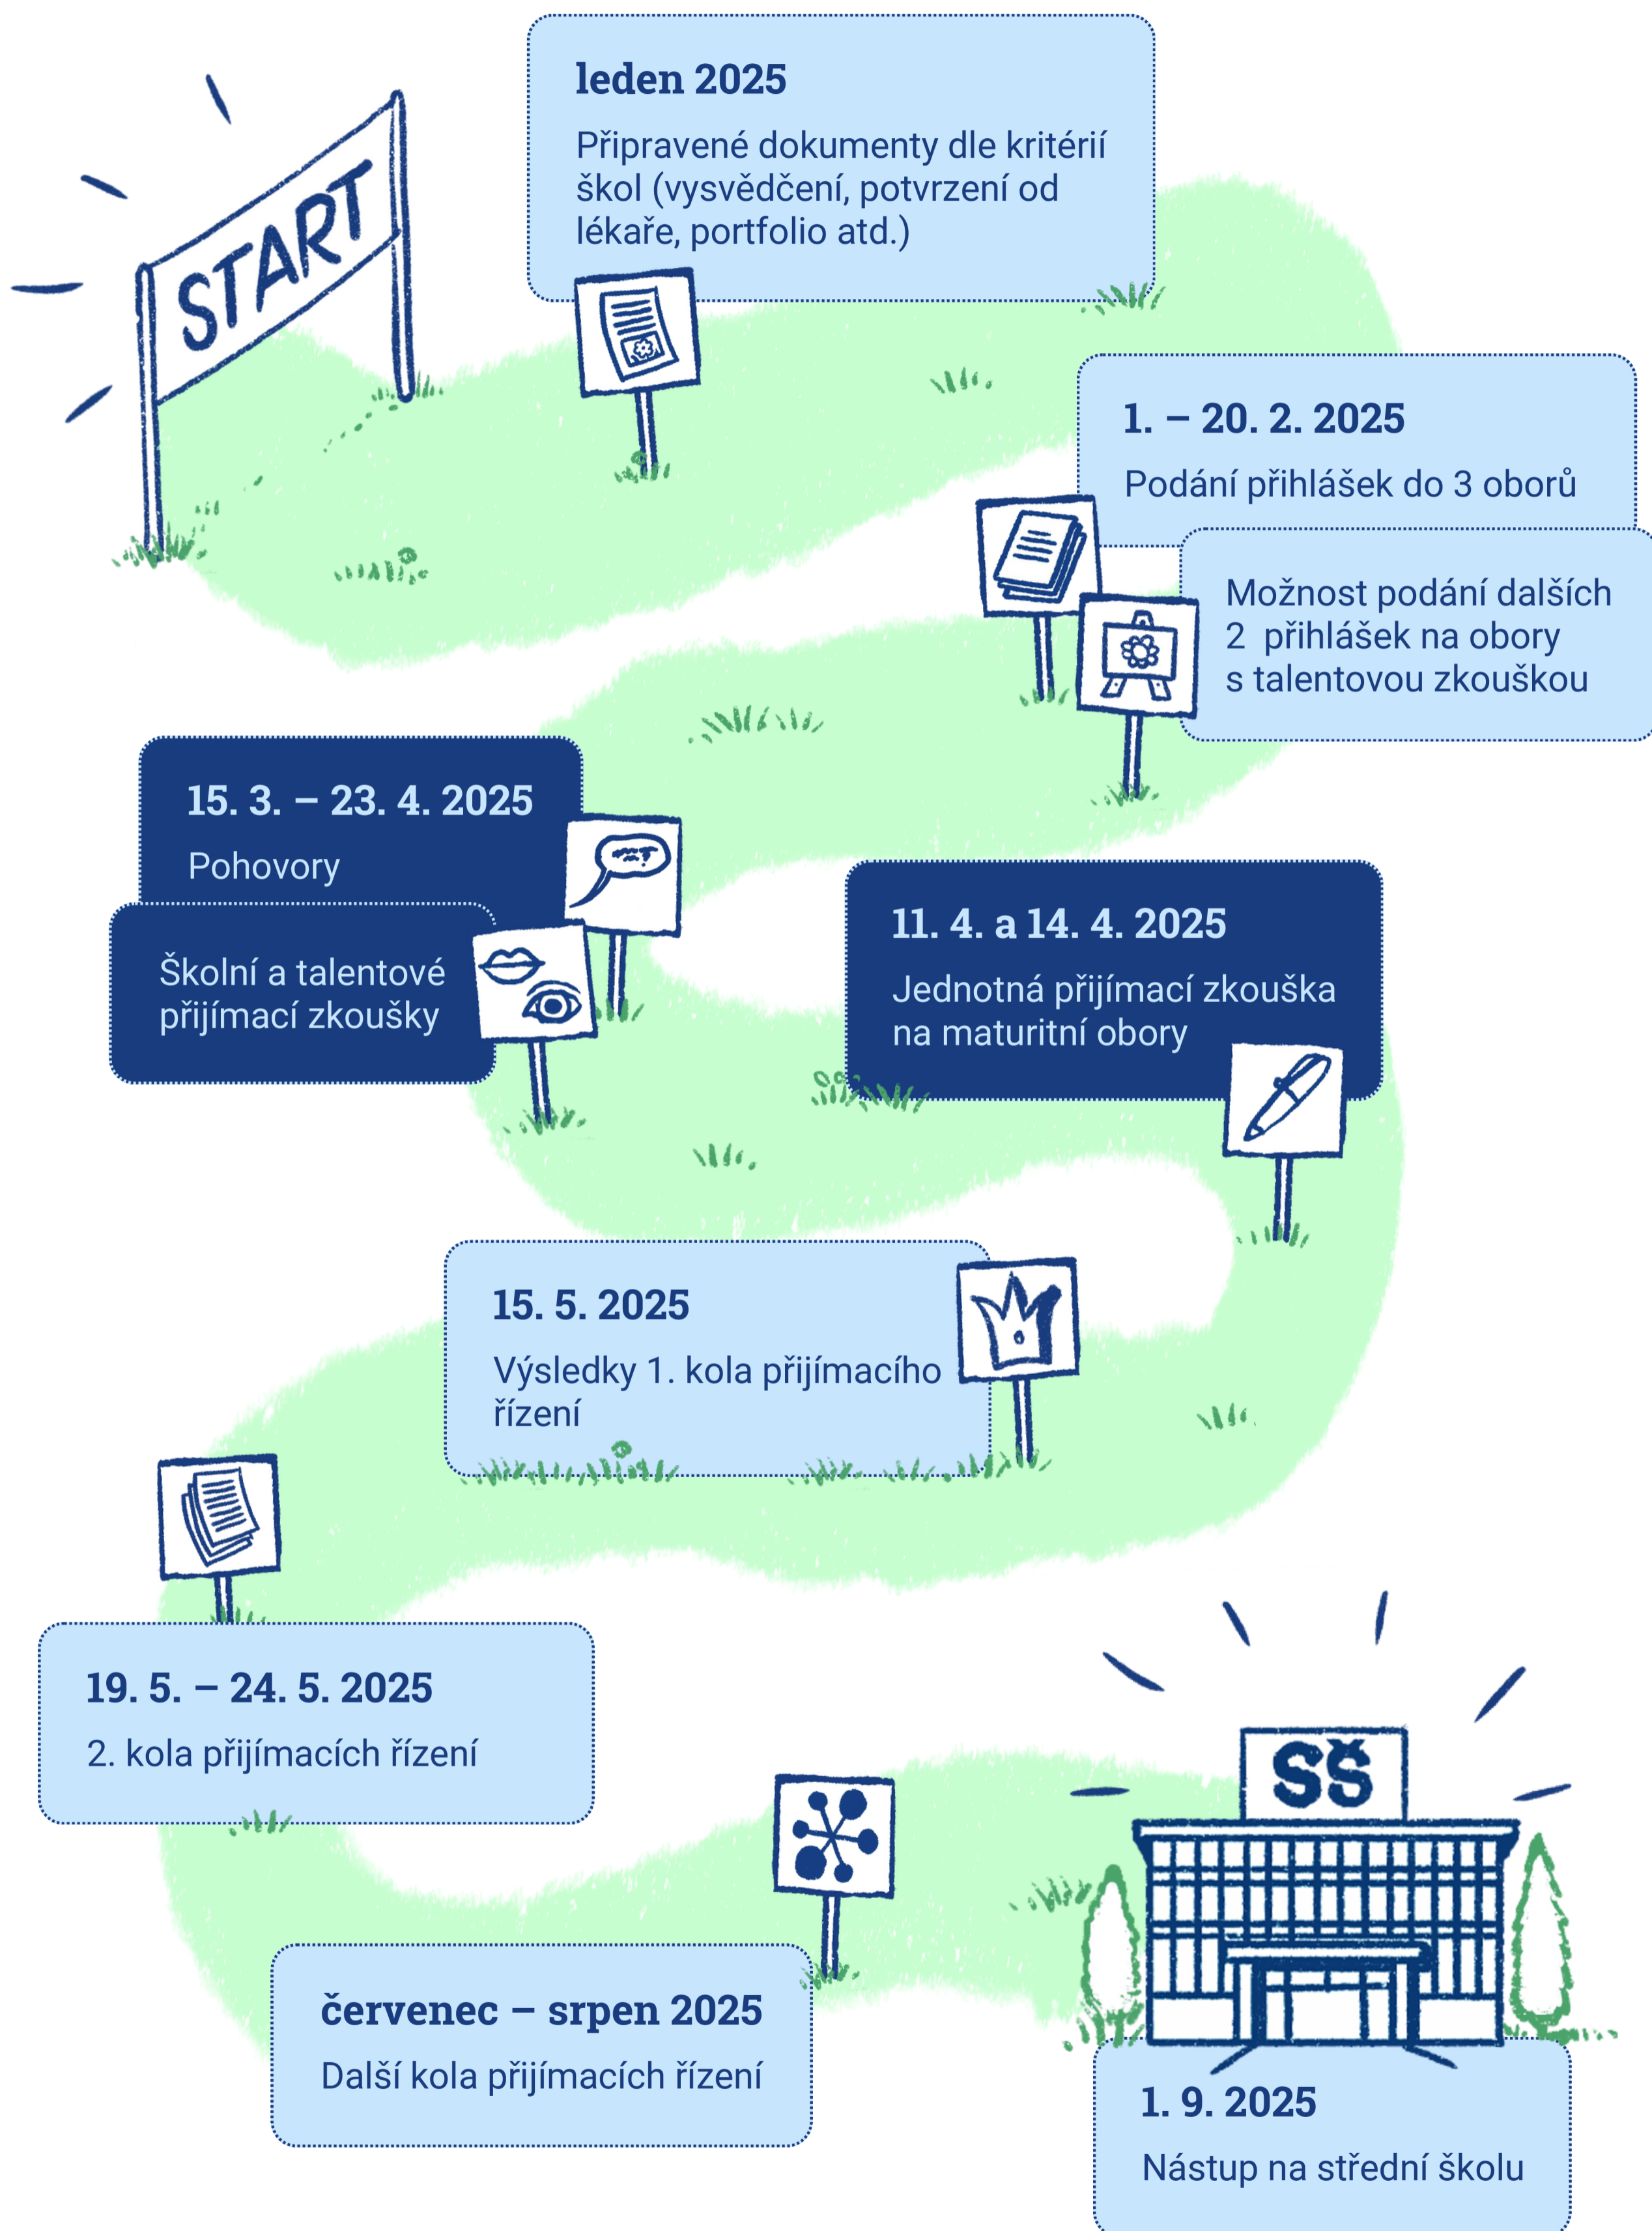 START
leden 2025
Připravené dokumenty dle kritérií
škol (vysvědčení, potvrzení od
lékaře, portfolio atd.)
1. – 20. 2. 2025
Podání přihlášek do 3 oborů
Možnost podání dalších
2 přihlášek na obory
s talentovou zkouškou
15. 3. – 23. 4. 2025
Pohovory
Školní a talentové
přijímací zkoušky
11. 4. a 14. 4. 2025
Jednotná přijímací zkouška
na maturitní obory
15. 5. 2025
Výsledky 1. kola přijímacího
řízení
19. 5. – 24. 5. 2025
2. kola přijímacích řízení
červenec – srpen 2025
Další kola přijímacích řízení
SŠ
1. 9. 2025
Nástup na střední školu